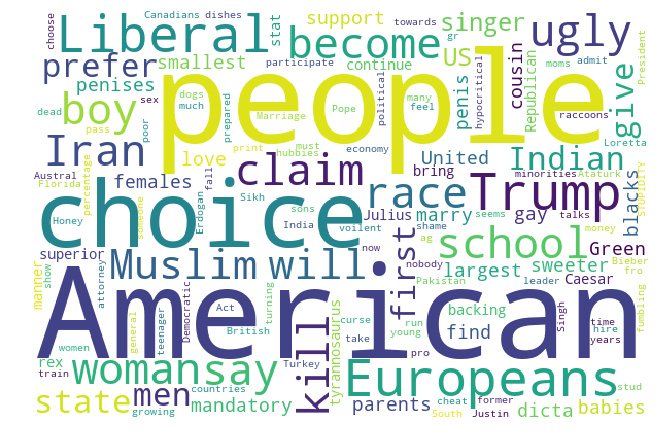 Canadians dishes
Liberal
become
support
stat
singer
ugly
choose
prefer
smallest
participate
towards
gr
US
cousin
admit
President
penises
boy
sex
dogs
much
continue
many
feel
moms
people
penis
hypocritical
Republican
give
raccoons
dead
pass
poor
prepared
Pope
political
Marriage
print
must
hubbies
economy
Iran
love
claim
United
bring
Indian
minorities
Ataturk
Loretta
blacks
STUPIDITY
Austral
Florida
percentage
females
fall
race
Trump
choice
Honey
someone
Erdogan
Sikh
sons
India
voilent
Julius
marry
gay
seems
talks
money
school
Green
Bieber
fro
superior
Muslim
will
now
shame
ag
nobody
first
largest
sweeter
Caesar
manner
show
attorney
Democratic
Act
British
turning
Pakistan
leader
Singh
fumbling
American
women
general
teenager
curse
take
young
run
pro
backing
find
time
hire
years
rex
train
woman
say
Turkey
Kill
tyrannosaurus
Europeans
stud
state
men
countries
growing
mandatory
parents
cheat
former
South
Justin
dicta
babies